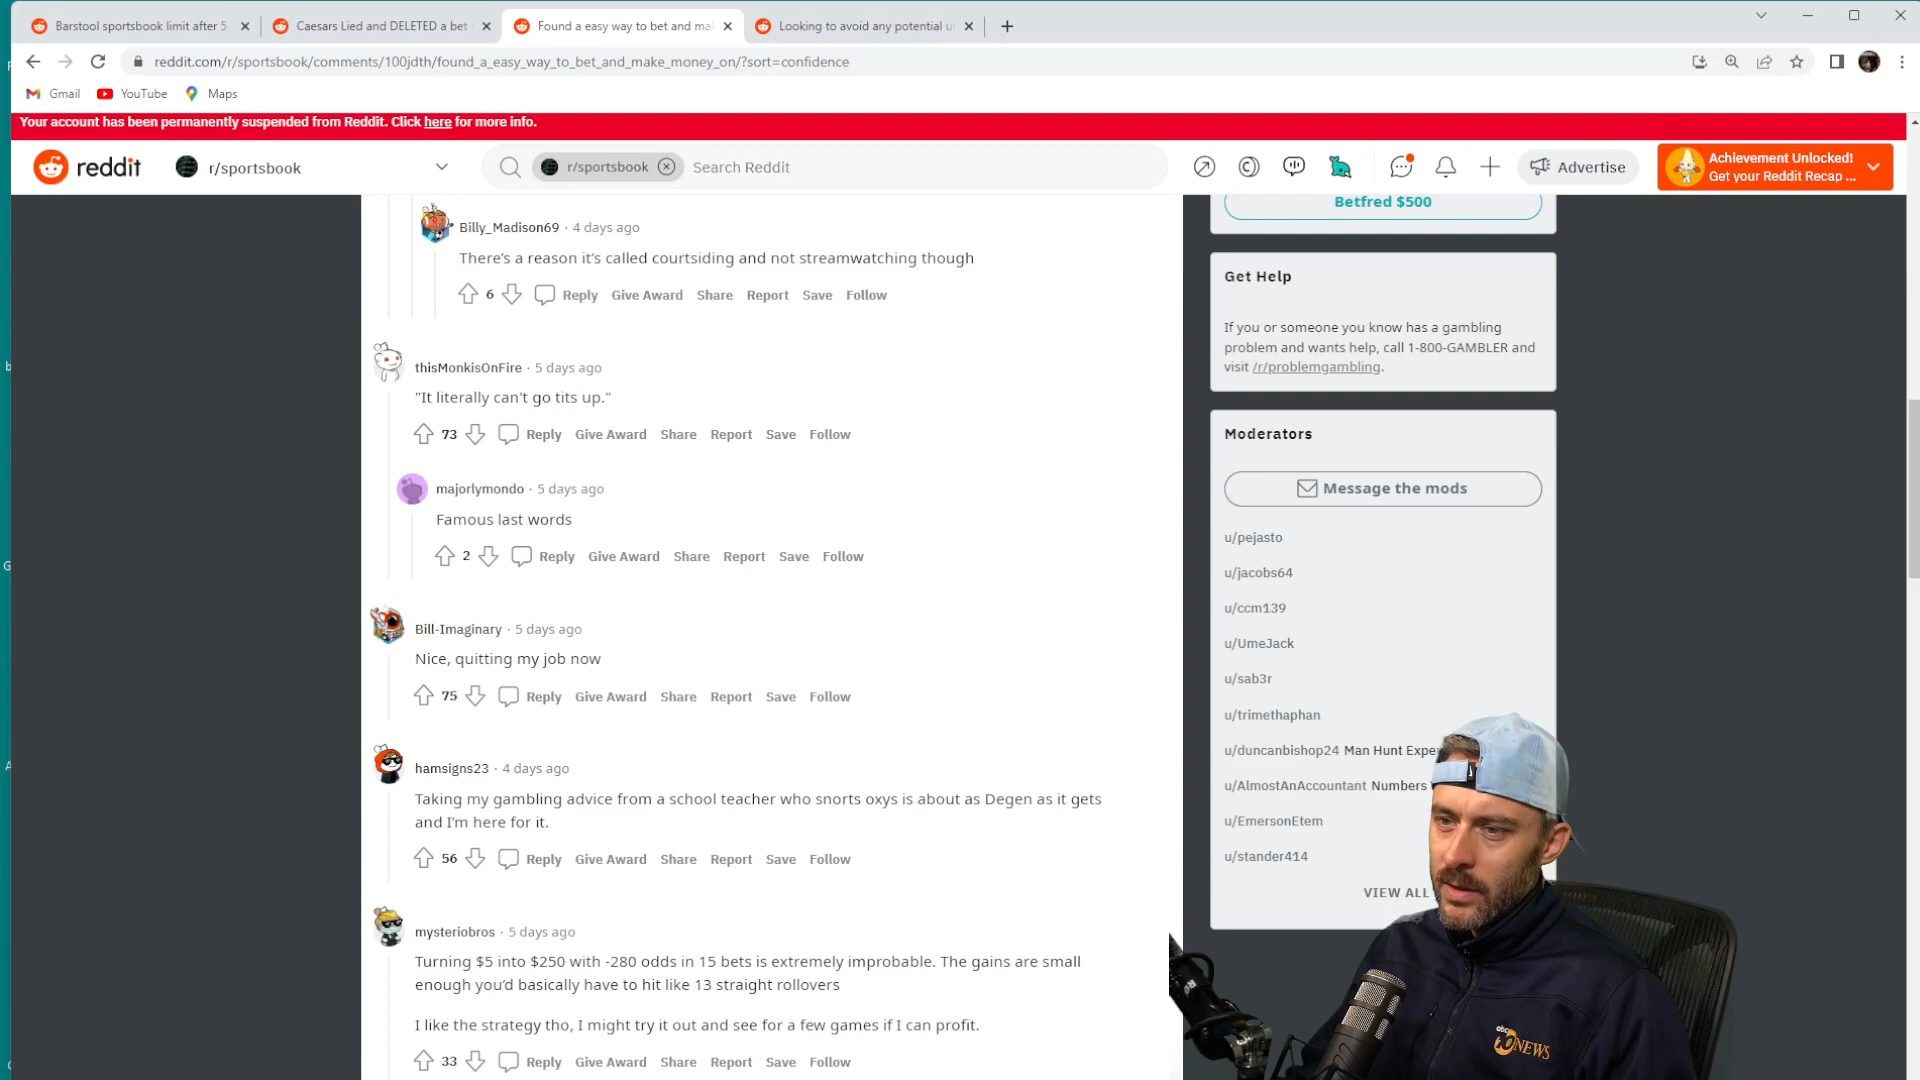 Barstool sportsbook limit after 5
Caesars Lied and DELETED a bet
Found a easy way to bet and ma
Looking to avoid any potential u
reddit.com/r/sportsbook/comments/100jdth/found_a_easy_way_to_bet_and_make_money_on/?sort=confidence
Gmail YouTube Maps
Your account has been permanently suspended from Reddit. Click here for more info.
reddit r/sportsbook r/sportsbook Search Reddit Advertise
Achievement Unlocked!
Get your Reddit Recap ...
Billy_Madison69 · 4 days ago
There's a reason it's called courtsiding and not streamwatching though
6 Reply Give Award Share Report Save Follow
thisMonkisOnFire · 5 days ago
"It literally can't go tits up."
73 Reply Give Award Share Report Save Follow
majorlymondo · 5 days ago
Famous last words
2 Reply Give Award Share Report Save Follow
Bill-Imaginary · 5 days ago
Nice, quitting my job now
75 Reply Give Award Share Report Save Follow
hamsigns23 · 4 days ago
Taking my gambling advice from a school teacher who snorts oxys is about as Degen as it gets
and I'm here for it.
56 Reply Give Award Share Report Save Follow
mysteriobros · 5 days ago
Turning $5 into $250 with -280 odds in 15 bets is extremely improbable. The gains are small
enough you'd basically have to hit like 13 straight rollovers
I like the strategy tho, I might try it out and see for a few games if I can profit.
33 Reply Give Award Share Report Save Follow
Betfred $500
Get Help
If you or someone you know has a gambling
problem and wants help, call 1-800-GAMBLER and
visit /r/problemgambling.
Moderators
Message the mods
u/pejasto
u/jacobs64
u/ccm139
u/UmeJack
u/sab3r
u/trimethaphan
u/duncanbishop24 Man Hunt Expe
u/AlmostAnAccountant Numbers
u/EmersonEtem
u/stander414
VIEW ALL
abc
10 NEWS